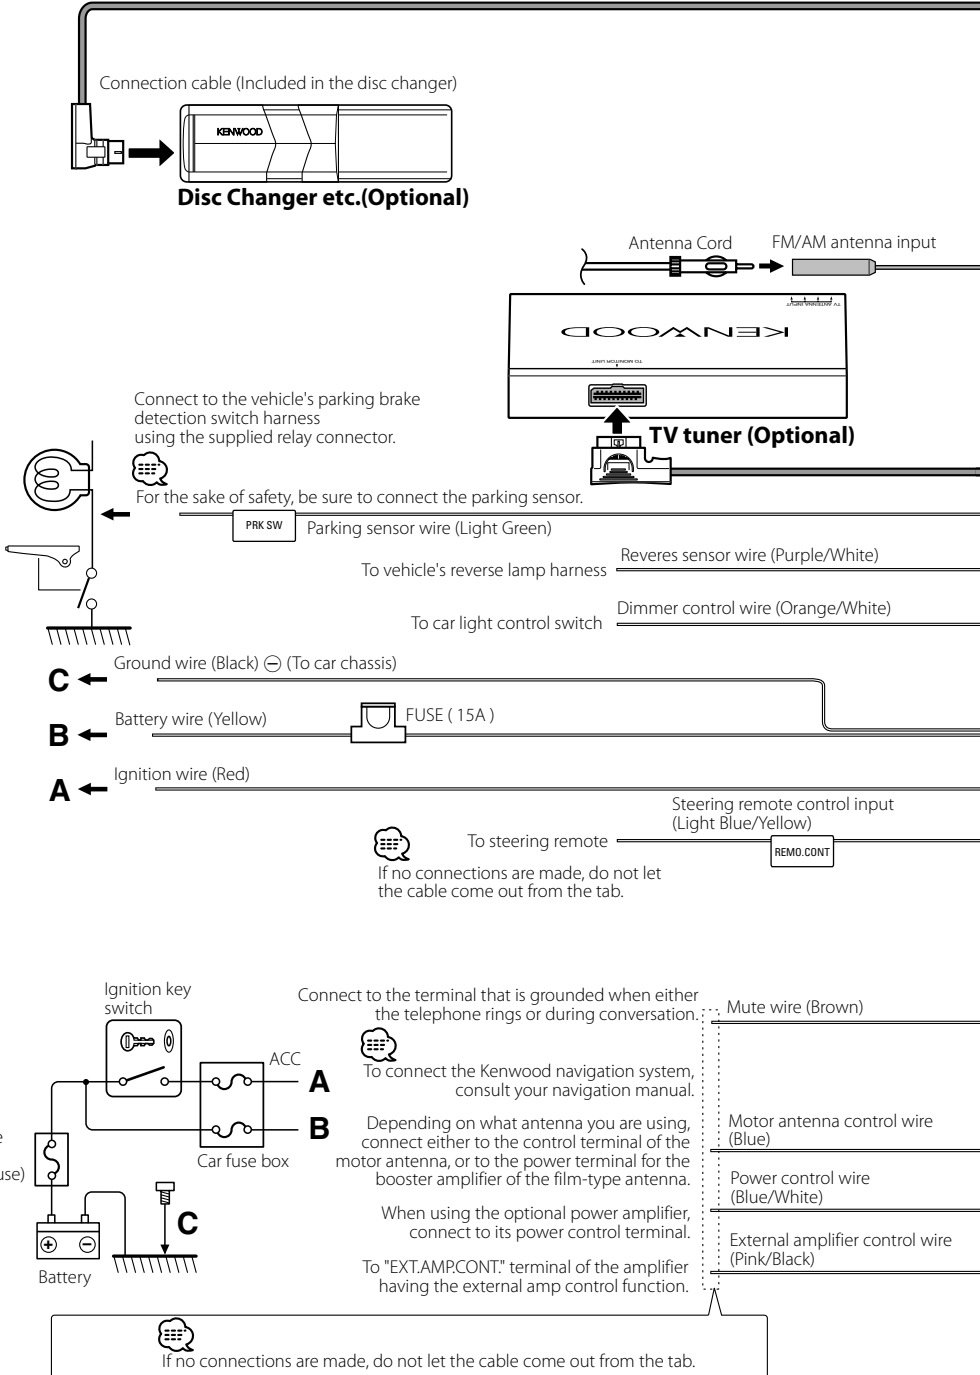 Connection cable (Included in the disc changer)
KENWOOD
Disc Changer etc.(Optional)
Antenna Cord
FM/AM antenna input
TV ANTENNA INPUT
KENWOOD
TO MONITOR UNIT
TV tuner (Optional)
Connect to the vehicle's parking brake
detection switch harness
using the supplied relay connector.
For the sake of safety, be sure to connect the parking sensor.
PRK SW
Parking sensor wire (Light Green)
To vehicle's reverse lamp harness
Reveres sensor wire (Purple/White)
To car light control switch
Dimmer control wire (Orange/White)
C
Ground wire (Black) ⊖ (To car chassis)
B
Battery wire (Yellow)
FUSE ( 15A )
A
Ignition wire (Red)
Steering remote control input
(Light Blue/Yellow)
To steering remote
REMO.CONT
If no connections are made, do not let
the cable come out from the tab.
Ignition key
switch
ACC
A
B
Car fuse box
e
use)
C
⊕ ⊖
Battery
Connect to the terminal that is grounded when either
the telephone rings or during conversation.
Mute wire (Brown)
To connect the Kenwood navigation system,
consult your navigation manual.
Depending on what antenna you are using,
connect either to the control terminal of the
motor antenna, or to the power terminal for the
booster amplifier of the film-type antenna.
Motor antenna control wire
(Blue)
When using the optional power amplifier,
connect to its power control terminal.
Power control wire
(Blue/White)
To "EXT.AMP.CONT." terminal of the amplifier
having the external amp control function.
External amplifier control wire
(Pink/Black)
If no connections are made, do not let the cable come out from the tab.